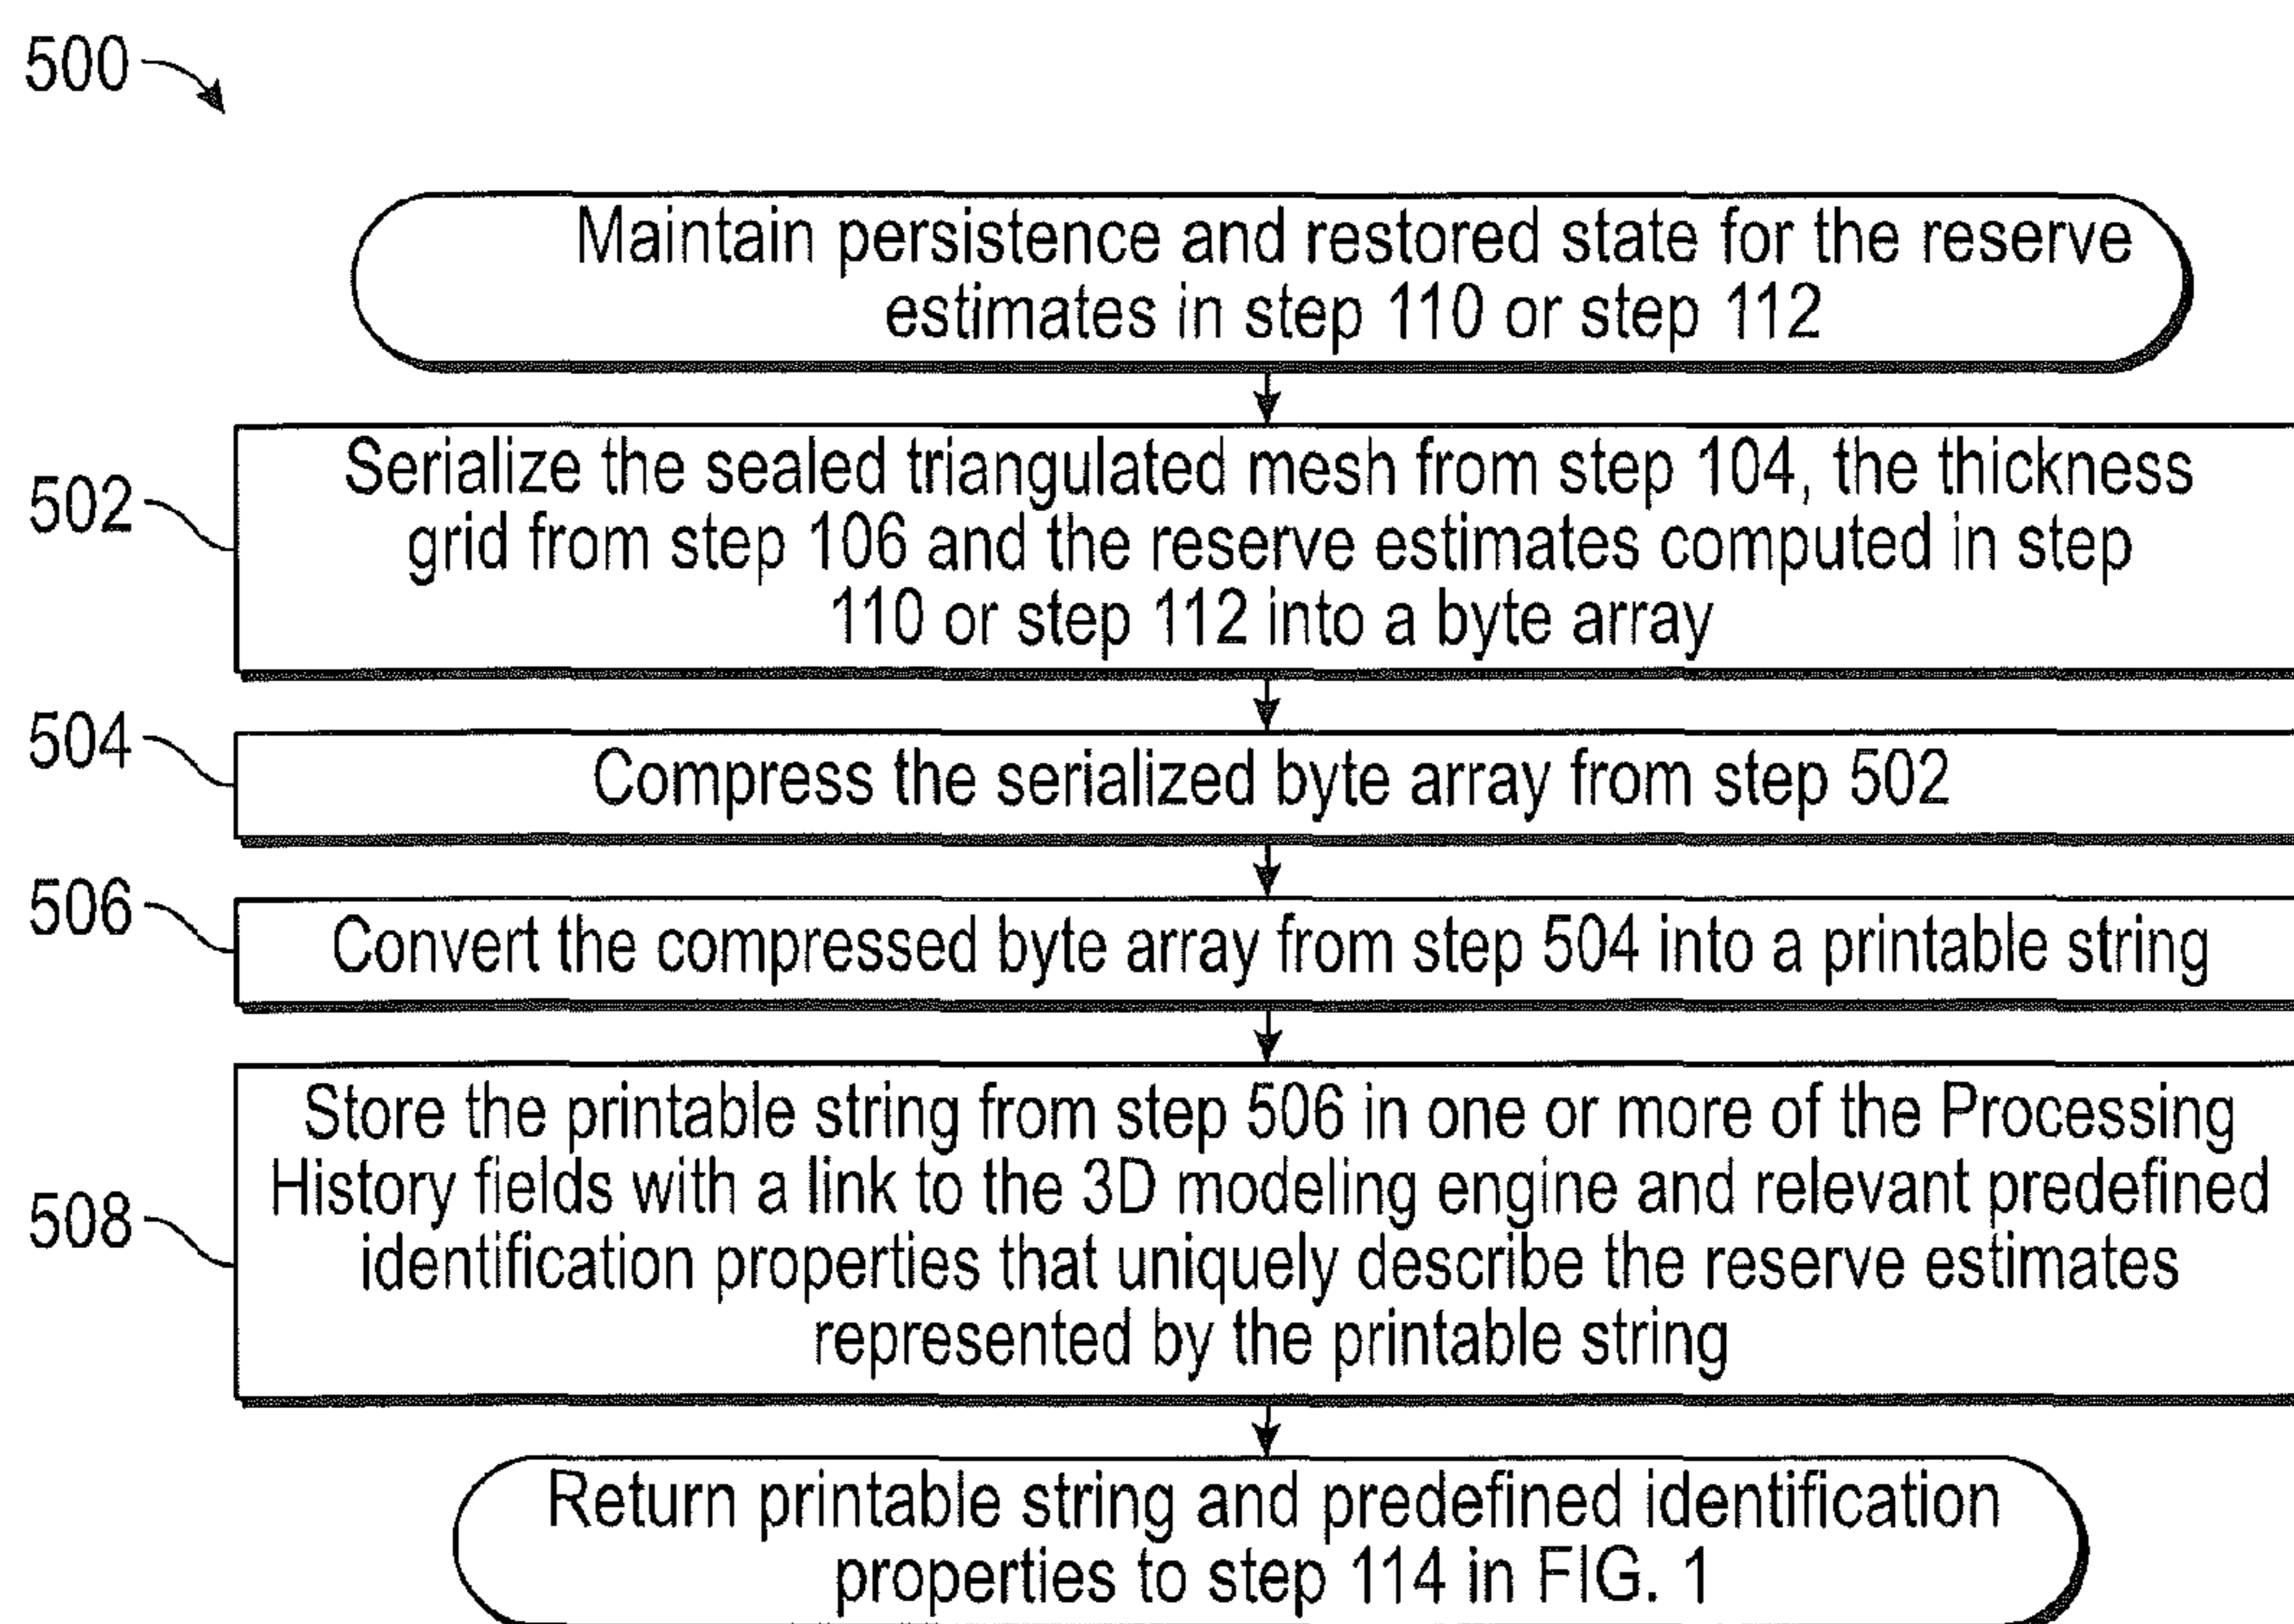 500
Maintain persistence and restored state for the reserve
estimates in step 110 or step 112
502
Serialize the sealed triangulated mesh from step 104, the thickness
grid from step 106 and the reserve estimates computed in step
110 or step 112 into a byte array
504
Compress the serialized byte array from step 502
506
Convert the compressed byte array from step 504 into a printable string
508
Store the printable string from step 506 in one or more of the Processing
History fields with a link to the 3D modeling engine and relevant predefined
identification properties that uniquely describe the reserve estimates
represented by the printable string
Return printable string and predefined identification
properties to step 114 in FIG. 1